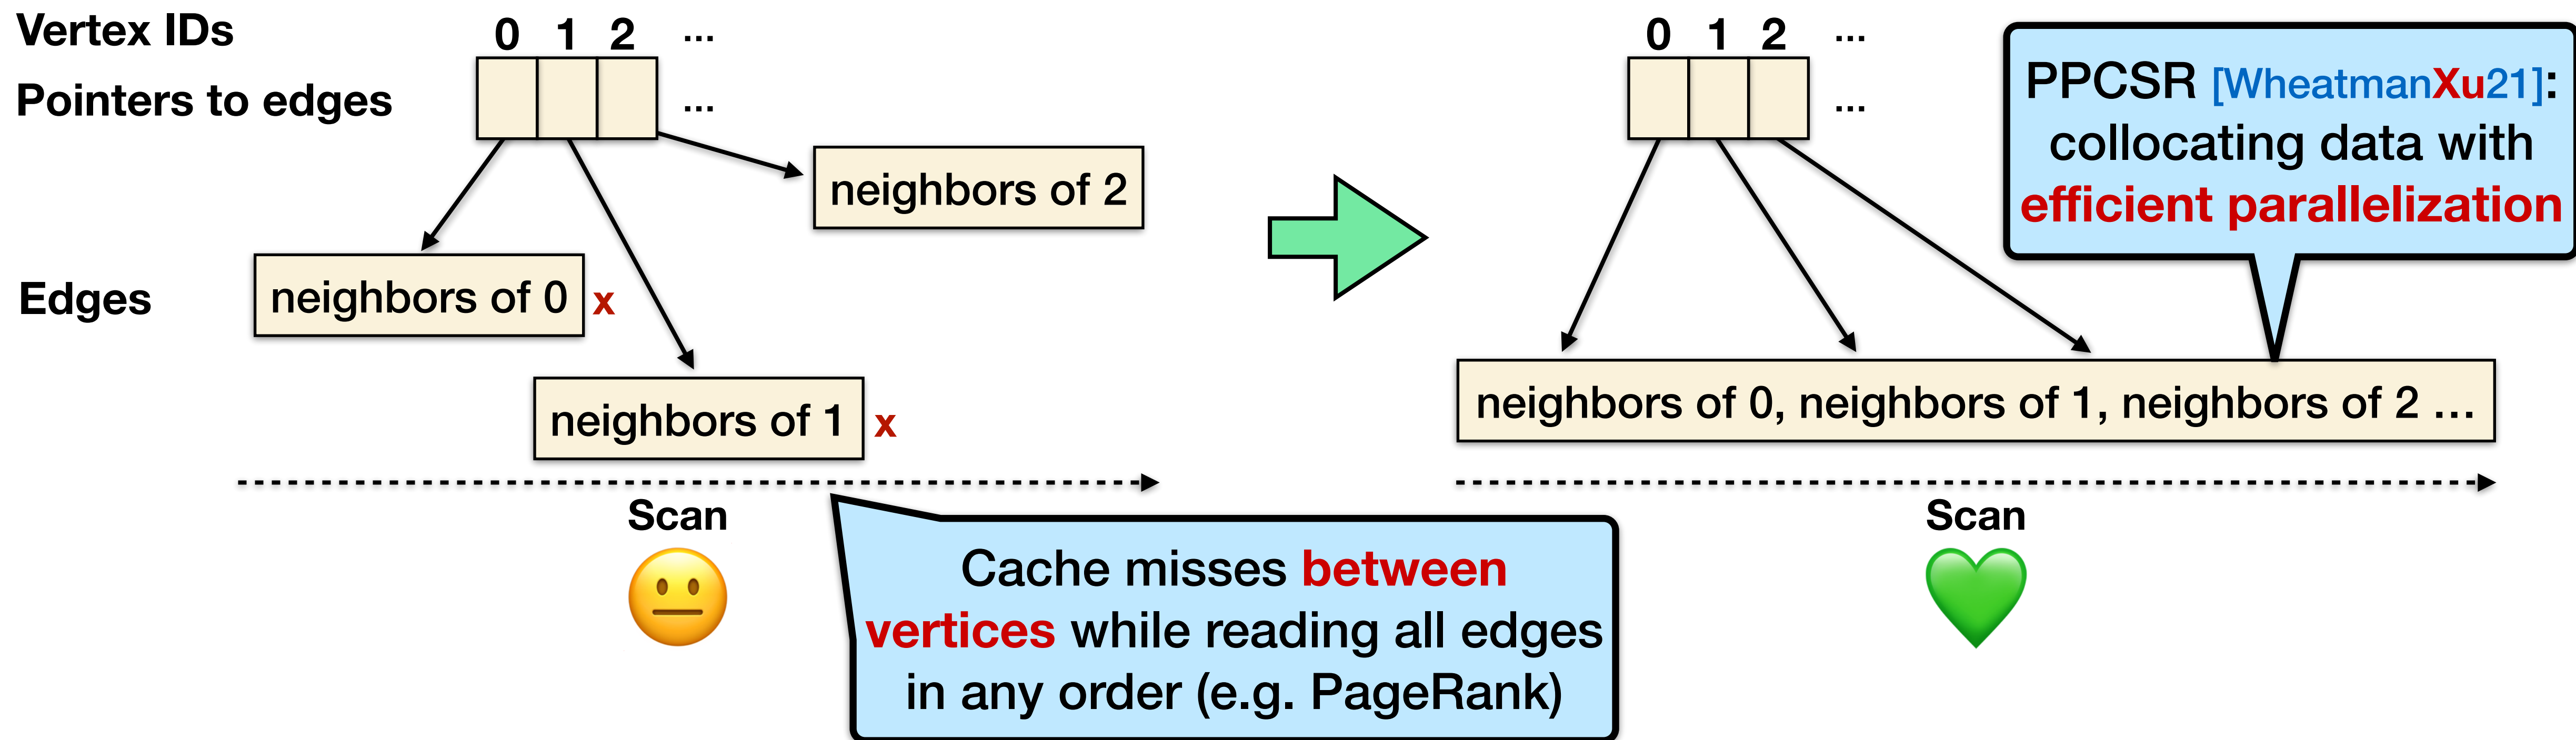 Vertex IDs
0 1 2 ...
Pointers to edges
...
neighbors of 2
Edges
neighbors of 0 x
neighbors of 1 x
Scan
Cache misses between
vertices while reading all edges
in any order (e.g. PageRank)
0 1 2 ...
...
PPCSR [WheatmanXu21]:
collocating data with
efficient parallelization
neighbors of 0, neighbors of 1, neighbors of 2 ...
Scan